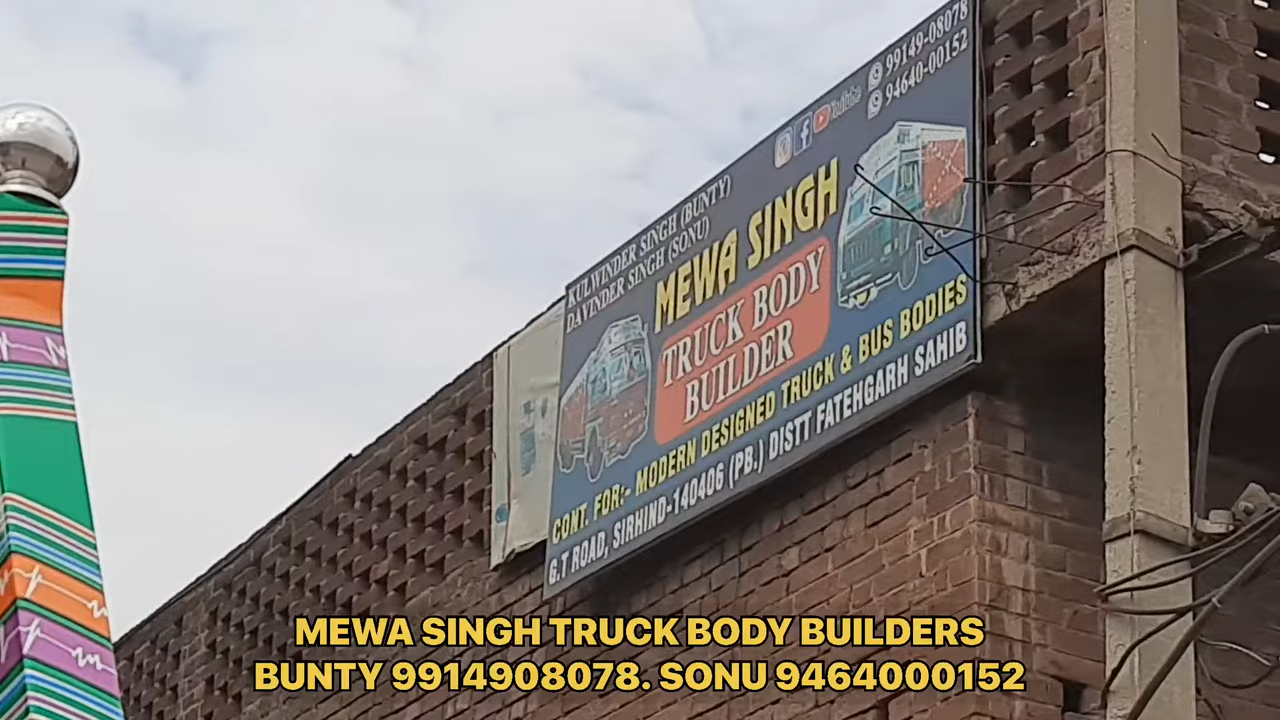 99149-08078
YouTube 94640-00152
KULWINDER SINGH (BUNTY)
DAVINDER SINGH (SONU)
MEWA SINGH
TRUCK BODY
BUILDER
CONT. FOR:- MODERN DESIGNED TRUCK & BUS BODIES
G.T ROAD, SIRHIND-140406 (PB.) DISTT FATEHGARH SAHIB
MEWA SINGH TRUCK BODY BUILDERS
BUNTY 9914908078. SONU 9464000152